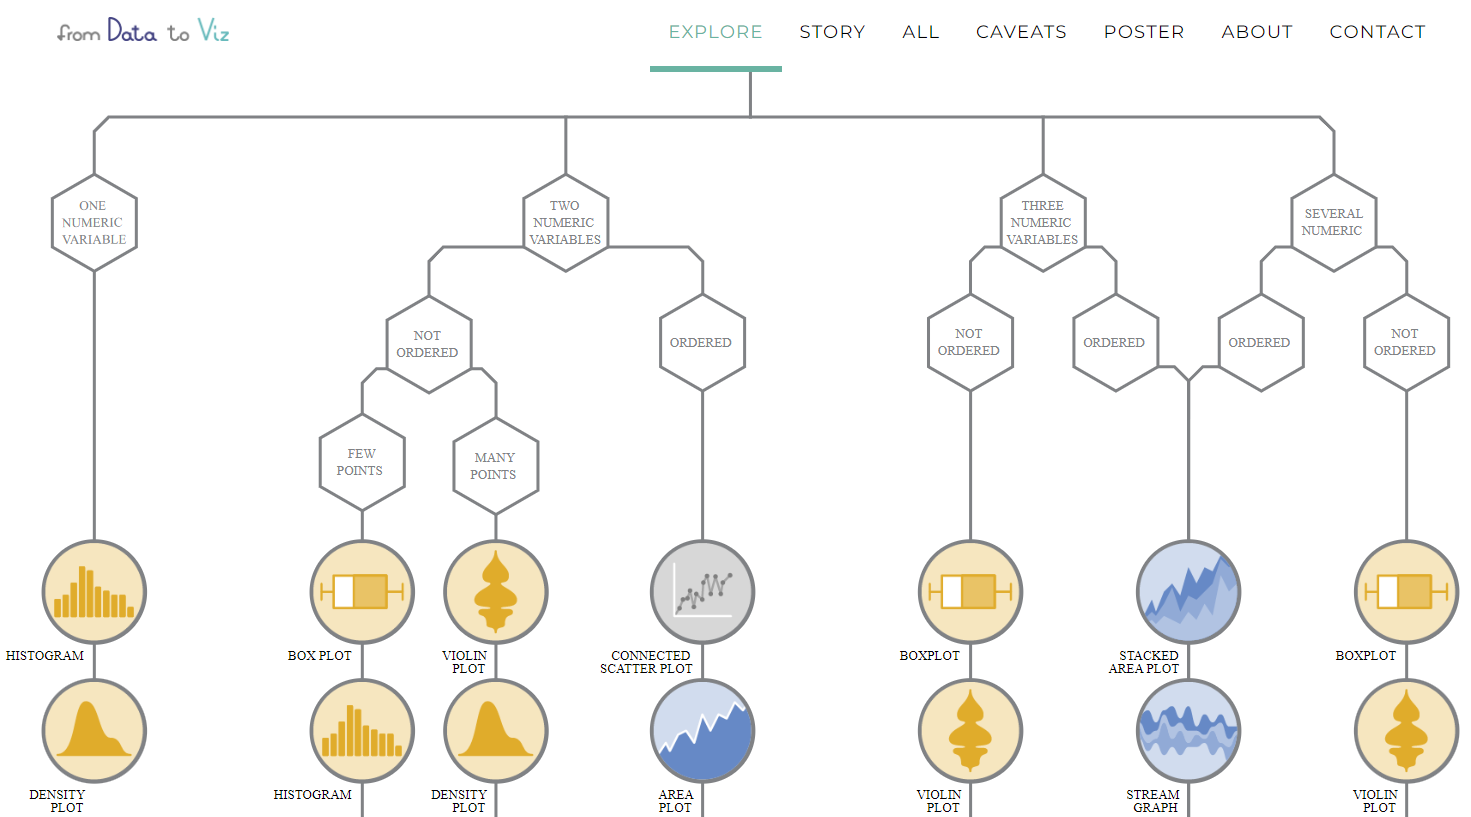 from Data to Viz
EXPLORE STORY ALL CAVEATS POSTER ABOUT CONTACT
ONE
NUMERIC
VARIABLE
TWO
NUMERIC
VARIABLES
THREE
NUMERIC
VARIABLES
SEVERAL
NUMERIC
NOT
ORDERED
ORDERED
NOT
ORDERED
ORDERED
ORDERED
NOT
ORDERED
FEW
POINTS
MANY
POINTS
HISTOGRAM
BOX PLOT
VIOLIN
PLOT
CONNECTED
SCATTER PLOT
BOXPLOT
STACKED
AREA PLOT
BOXPLOT
DENSITY
PLOT
HISTOGRAM
DENSITY
PLOT
AREA
PLOT
VIOLIN
PLOT
STREAM
GRAPH
VIOLIN
PLOT